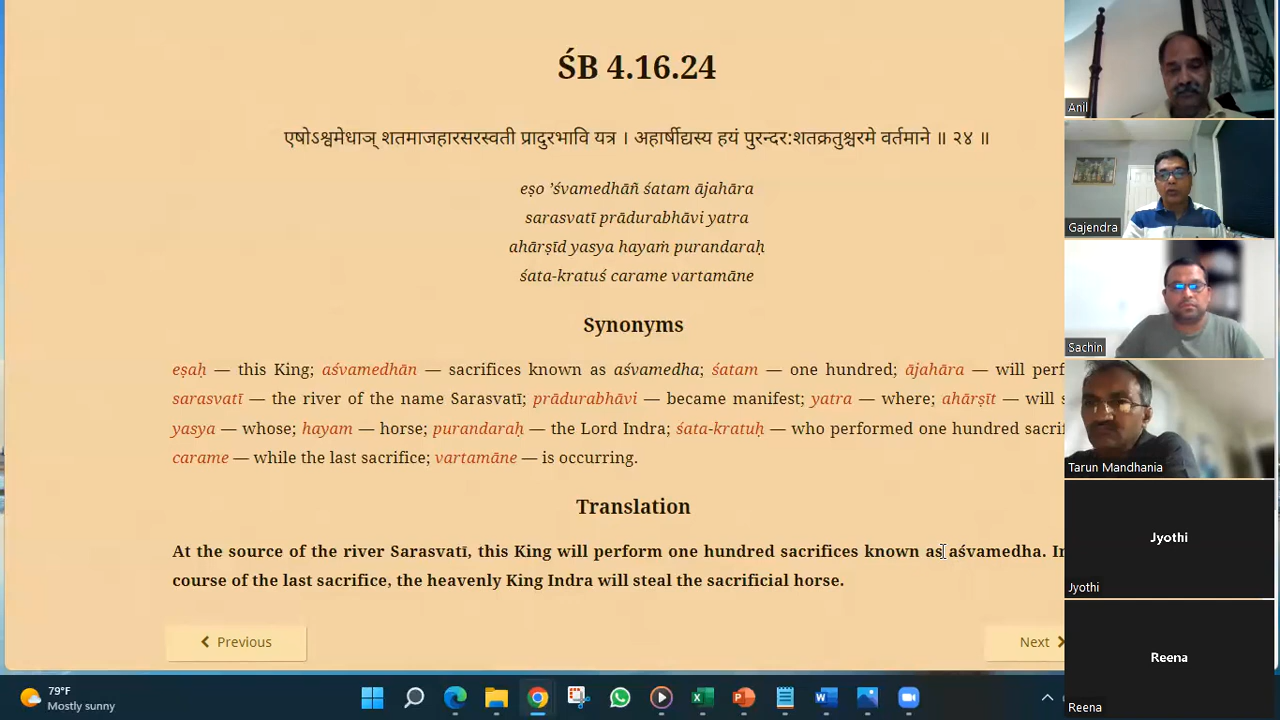 ŚB 4.16.24
एषोऽश्वमेधाञ् शतमाजहारसरस्वती प्रादुरभावि यत्र । अहार्षीद्यस्य हयं पुरन्दर:शतक्रतुश्चरमे वर्तमाने ॥ २४ ॥
eṣo ’śvamedhāñ śatam ājahāra
sarasvatī prādurabhāvi yatra
ahārṣīd yasya hayaṁ purandaraḥ
śata-kratuś carame vartamāne
Synonyms
eṣaḥ — this King; aśvamedhān — sacrifices known as aśvamedha; śatam — one hundred; ājahāra — will perf
sarasvatī — the river of the name Sarasvatī; prādurabhāvi — became manifest; yatra — where; ahārṣīt — will s
yasya — whose; hayam — horse; purandaraḥ — the Lord Indra; śata-kratuḥ — who performed one hundred sacrif
carame — while the last sacrifice; vartamāne — is occurring.
Translation
At the source of the river Sarasvatī, this King will perform one hundred sacrifices known as aśvamedha. In
course of the last sacrifice, the heavenly King Indra will steal the sacrificial horse.
Previous
Next
Anil
Gajendra
Sachin
Tarun Mandhania
Jyothi
Jyothi
Reena
Reena
79°F
Mostly sunny